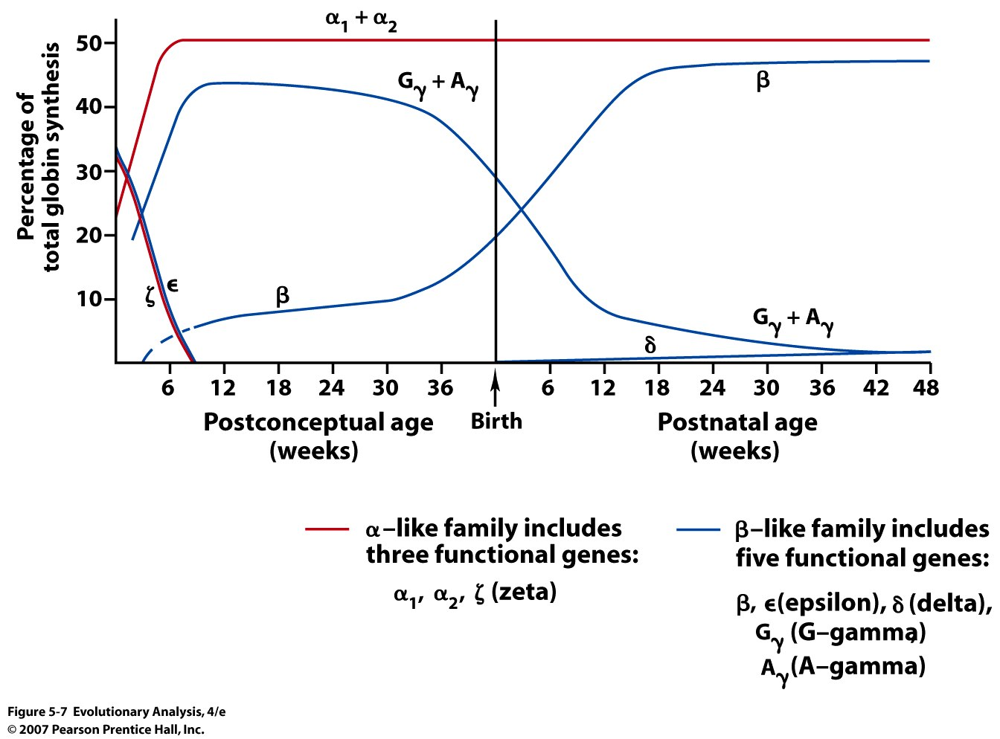 α₁ + α₂
50
40
30
20
10
Percentage of
total globin synthesis
Gγ + Aγ
β
ζ
ϵ
β
Gγ + Aγ
δ
6 12 18 24 30 36 6 12 18 24 30 36 42 48
Postconceptual age
(weeks)
Birth
Postnatal age
(weeks)
α–like family includes
three functional genes:
α₁, α₂, ζ (zeta)
β–like family includes
five functional genes:
β, ϵ(epsilon), δ (delta),
Gγ (G–gamma,)
Aγ (A–gamma)
Figure 5-7 Evolutionary Analysis, 4/e
© 2007 Pearson Prentice Hall, Inc.